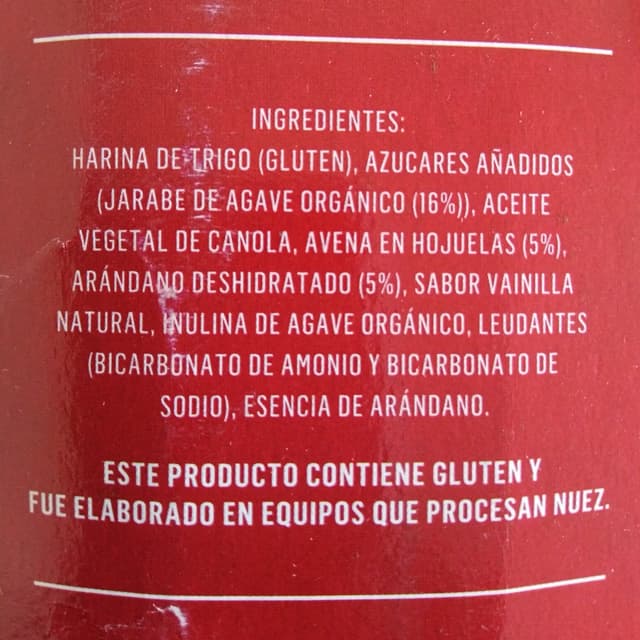 INGREDIENTES:
HARINA DE TRIGO (GLUTEN), AZUCARES AÑADIDOS
(JARABE DE AGAVE ORGÁNICO (16%)), ACEITE
VEGETAL DE CANOLA, AVENA EN HOJUELAS (5%),
ARÁNDANO DESHIDRATADO (5%), SABOR VAINILLA
NATURAL, INULINA DE AGAVE ORGÁNICO, LEUDANTES
(BICARBONATO DE AMONIO Y BICARBONATO DE
SODIO), ESENCIA DE ARÁNDANO.
ESTE PRODUCTO CONTIENE GLUTEN Y
FUE ELABORADO EN EQUIPOS QUE PROCESAN NUEZ.